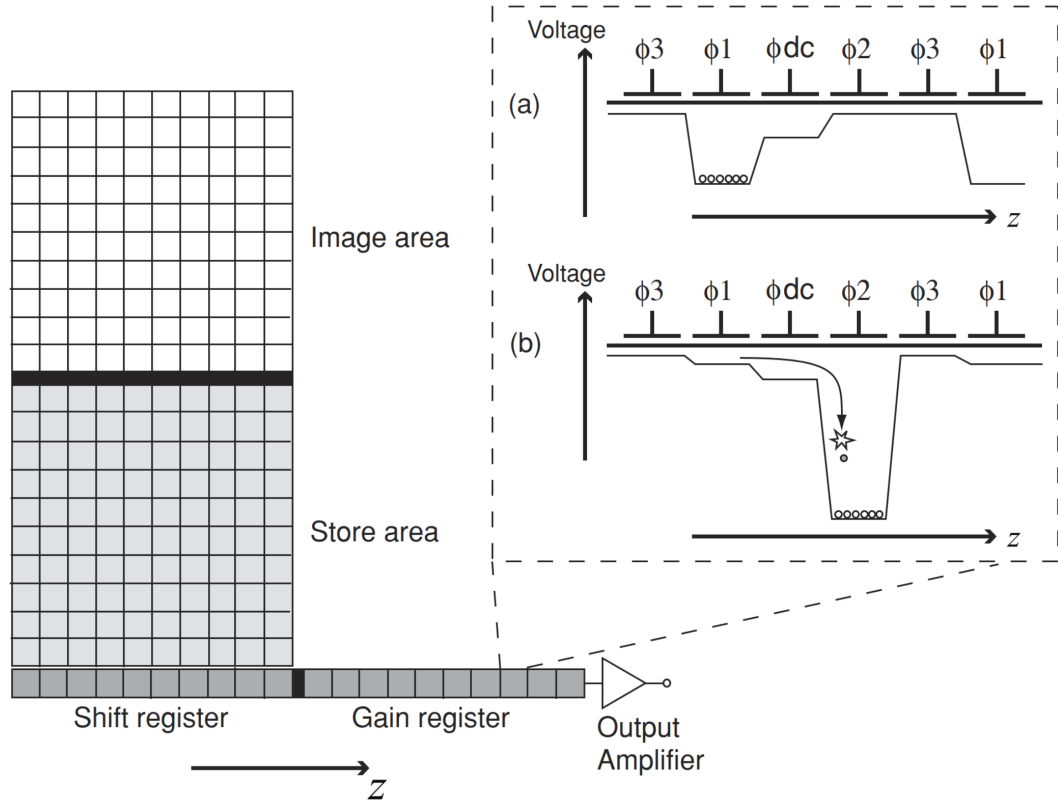 Voltage
ϕ3 ϕ1 ϕdc ϕ2 ϕ3 ϕ1
(a)
z
Image area
Voltage
ϕ3 ϕ1 ϕdc ϕ2 ϕ3 ϕ1
(b)
Store area
z
Shift register
Gain register
Output
Amplifier
z